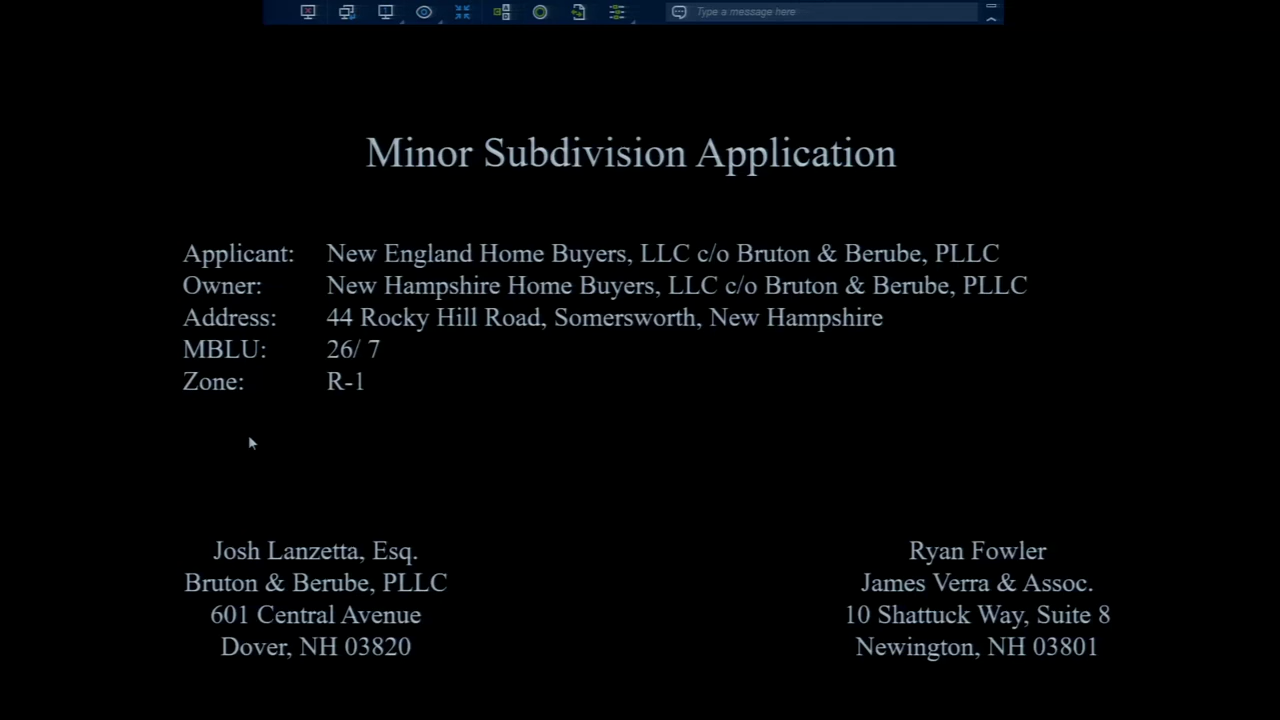 Type a message here
Minor Subdivision Application
Applicant: New England Home Buyers, LLC c/o Bruton & Berube, PLLC
Owner: New Hampshire Home Buyers, LLC c/o Bruton & Berube, PLLC
Address: 44 Rocky Hill Road, Somersworth, New Hampshire
MBLU: 26/ 7
Zone: R-1
Josh Lanzetta, Esq.
Bruton & Berube, PLLC
601 Central Avenue
Dover, NH 03820
Ryan Fowler
James Verra & Assoc.
10 Shattuck Way, Suite 8
Newington, NH 03801